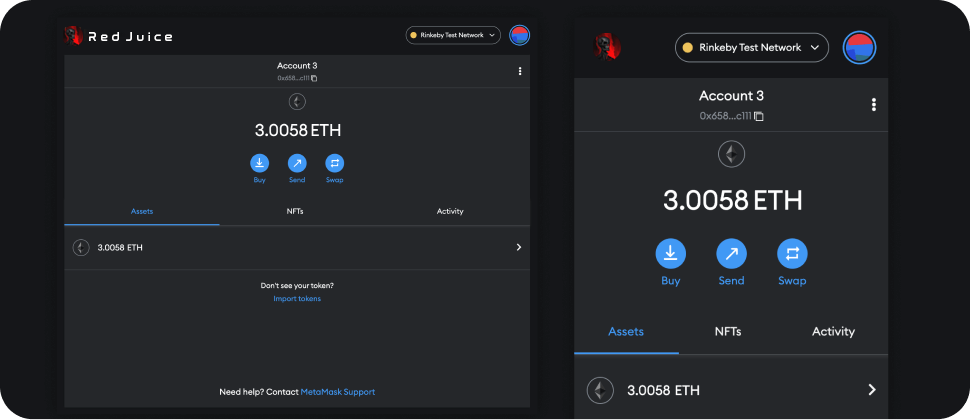 Red Juice
Rinkeby Test Network
Account 3
0x658...c111
3.0058 ETH
Buy Send Swap
Assets NFTs Activity
3.0058 ETH
Don't see your token?
Import tokens
Need help? Contact MetaMask Support
Rinkeby Test Network
Account 3
0x658...c111
3.0058 ETH
Buy Send Swap
Assets NFTs Activity
3.0058 ETH